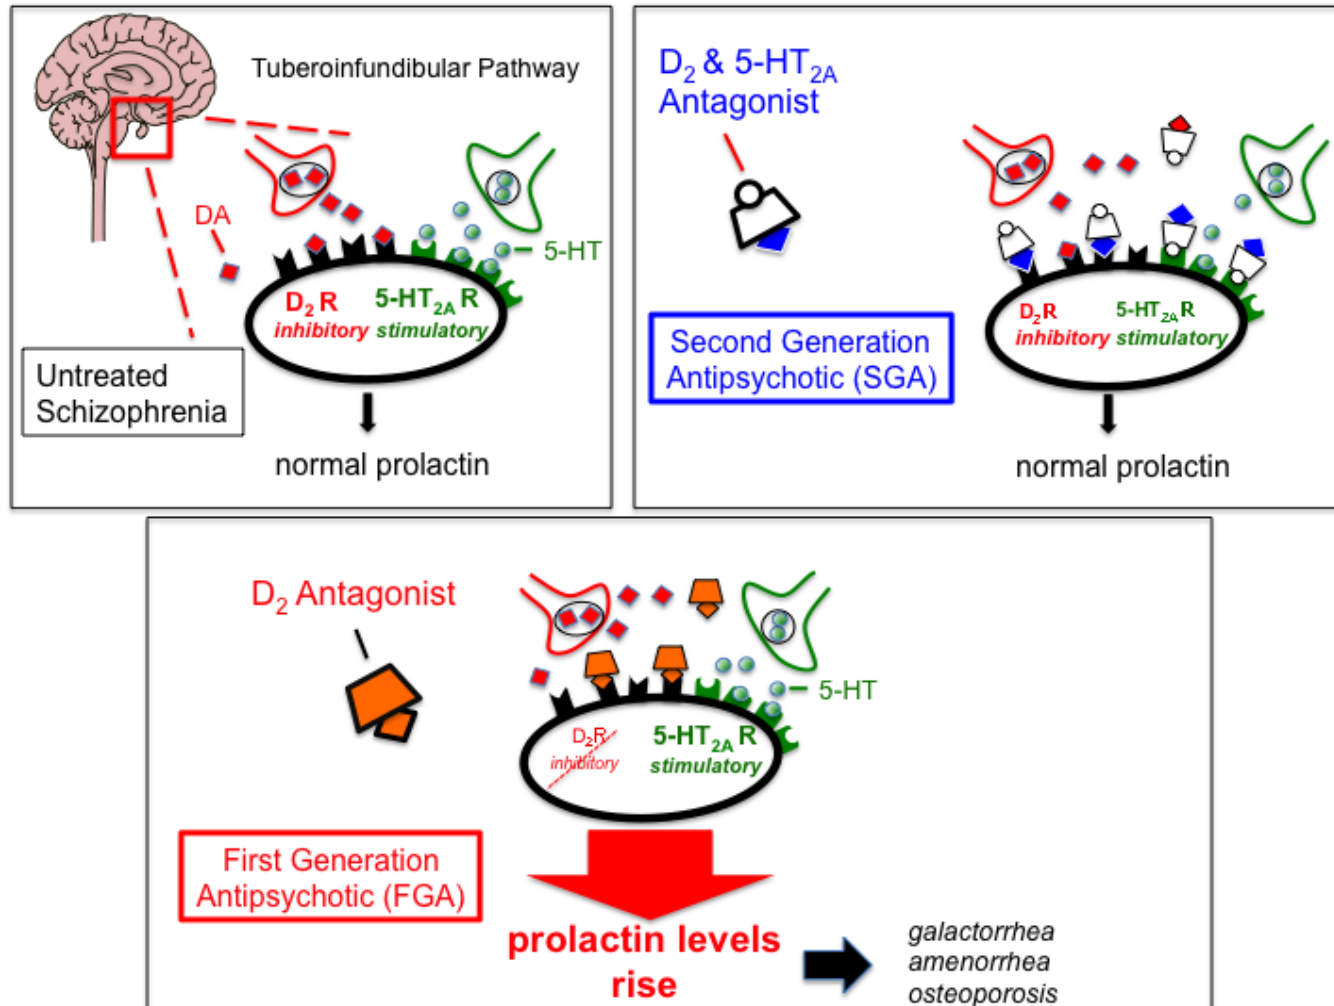 Tuberoinfundibular Pathway
DA
5-HT
D₂ R 5-HT₂A R
inhibitory stimulatory
Untreated
Schizophrenia
normal prolactin
D₂ & 5-HT₂A
Antagonist
D₂R 5-HT₂A R
inhibitory stimulatory
Second Generation
Antipsychotic (SGA)
normal prolactin
D₂ Antagonist
5-HT
D₂R 5-HT₂A R
inhibitory stimulatory
First Generation
Antipsychotic (FGA)
prolactin levels
rise
galactorrhea
amenorrhea
osteoporosis